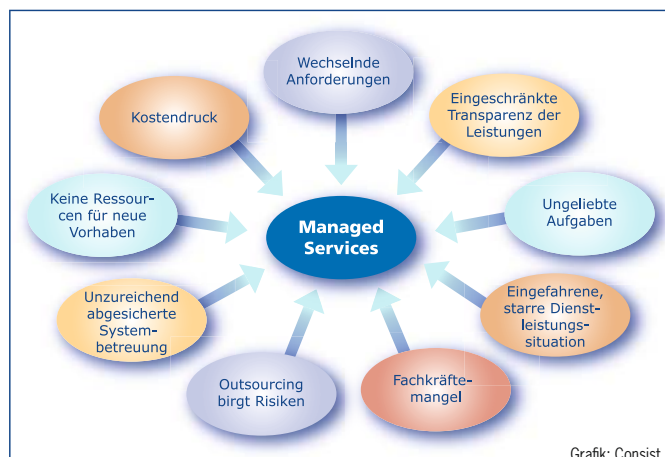 Wechselnde
Anforderungen
Kostendruck
Eingeschränkte
Transparenz der
Leistungen
Keine Ressour-
cen für neue
Vorhaben
Managed
Services
Ungeliebte
Aufgaben
Unzureichend
abgesicherte
System-
betreuung
Eingefahrene,
starre Dienst-
leistungs-
situation
Outsourcing
birgt Risiken
Fachkräfte-
mangel
Grafik: Consist